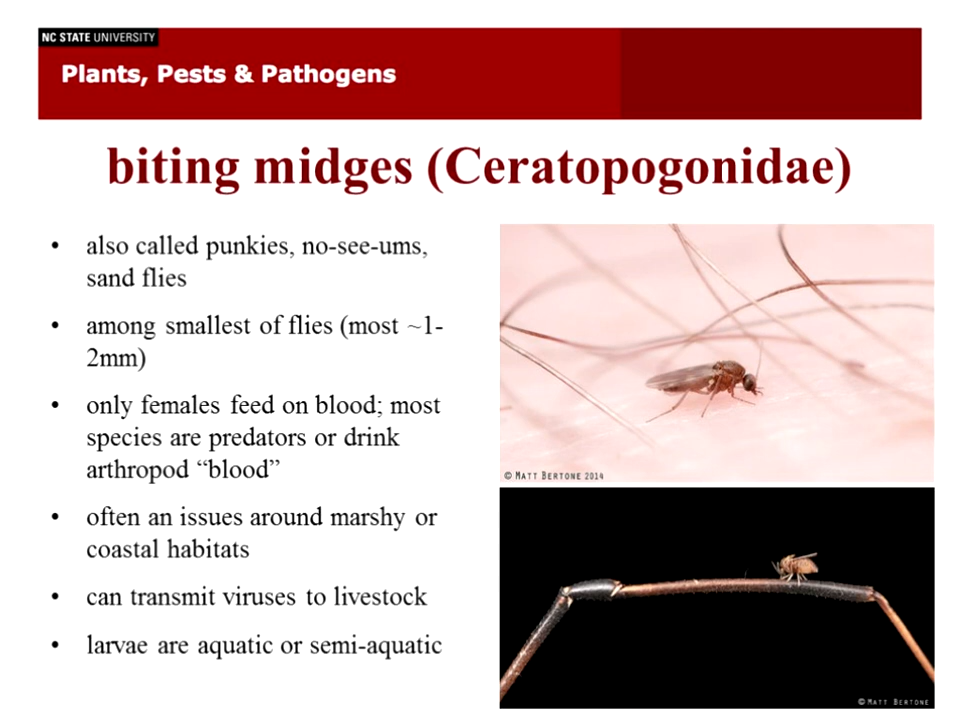 NC STATE UNIVERSITY
Plants, Pests & Pathogens
biting midges (Ceratopogonidae)
• also called punkies, no-see-ums,
sand flies
• among smallest of flies (most ~1-
2mm)
• only females feed on blood; most
species are predators or drink
arthropod “blood”
• often an issues around marshy or
coastal habitats
• can transmit viruses to livestock
• larvae are aquatic or semi-aquatic
© MATT BERTONE 2014
© MATT BERTONE